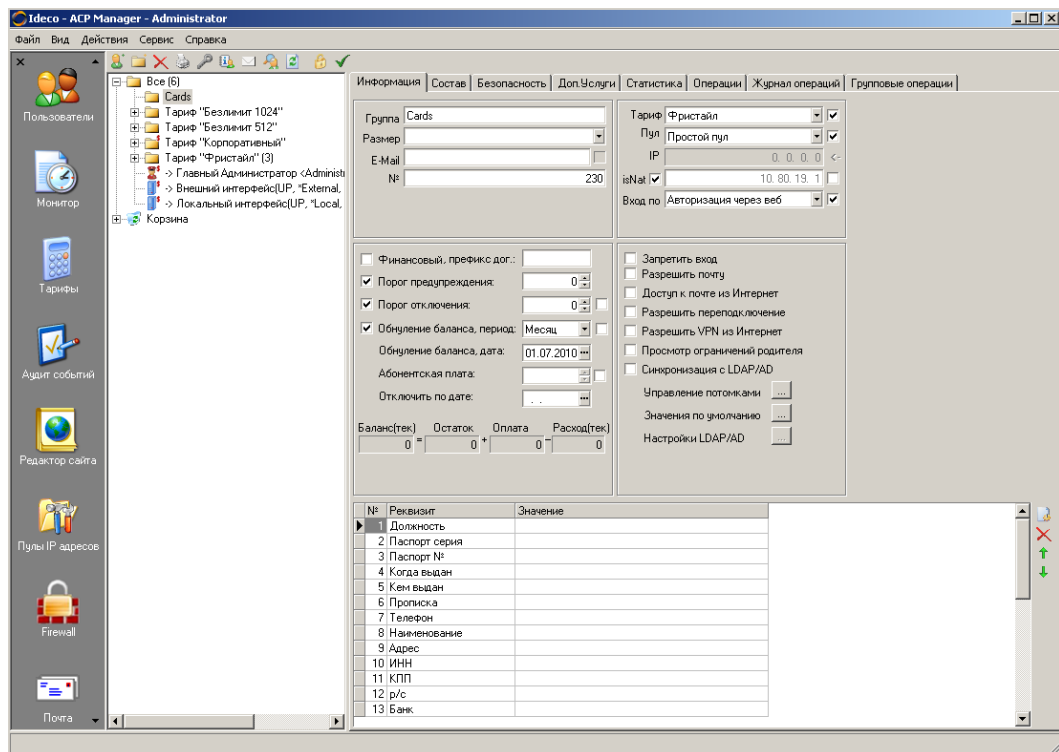 Ideco - ACP Manager - Administrator
Файл Вид Действия Сервис Справка
Пользователи
Монитор
Тарифы
Аудит событий
Редактор сайта
Пулы IP адресов
Firewall
Почта
Все (6)
Cards
Тариф "Безлимит 1024"
Тариф "Безлимит 512"
Тариф "Корпоративный"
Тариф "Фристайл" (3)
-> Главный Администратор <Administ
-> Внешний интерфейс(UP, *External,
-> Локальный интерфейс(UP, *Local,
Корзина
Информация Состав Безопасность Доп.Услуги Статистика Операции Журнал операций Групповые операции
Группа Cards
Размер
E-Mail
№ 230
Тариф Фристайл
Пул Простой пул
IP 0. 0. 0. 0 <-
isNat 10. 80. 19. 1
Вход по Авторизация через веб
Финансовый, префикс дог.:
Порог предупреждения: 0
Порог отключения: 0
Обнуление баланса, период: Месяц
Обнуление баланса, дата: 01.07.2010 ...
Абонентская плата:
Отключить по дате: . . ...
Баланс(тек) Остаток Оплата Расход(тек)
0 = 0 + 0 - 0
Запретить вход
Разрешить почту
Доступ к почте из Интернет
Разрешить переподключение
Разрешить VPN из Интернет
Просмотр ограничений родителя
Синхронизация с LDAP/AD
Управление потомками ...
Значения по умолчанию ...
Настройки LDAP/AD ...
№ Реквизит Значение
1 Должность
2 Паспорт серия
3 Паспорт №
4 Когда выдан
5 Кем выдан
6 Прописка
7 Телефон
8 Наименование
9 Адрес
10 ИНН
11 КПП
12 р/с
13 Банк